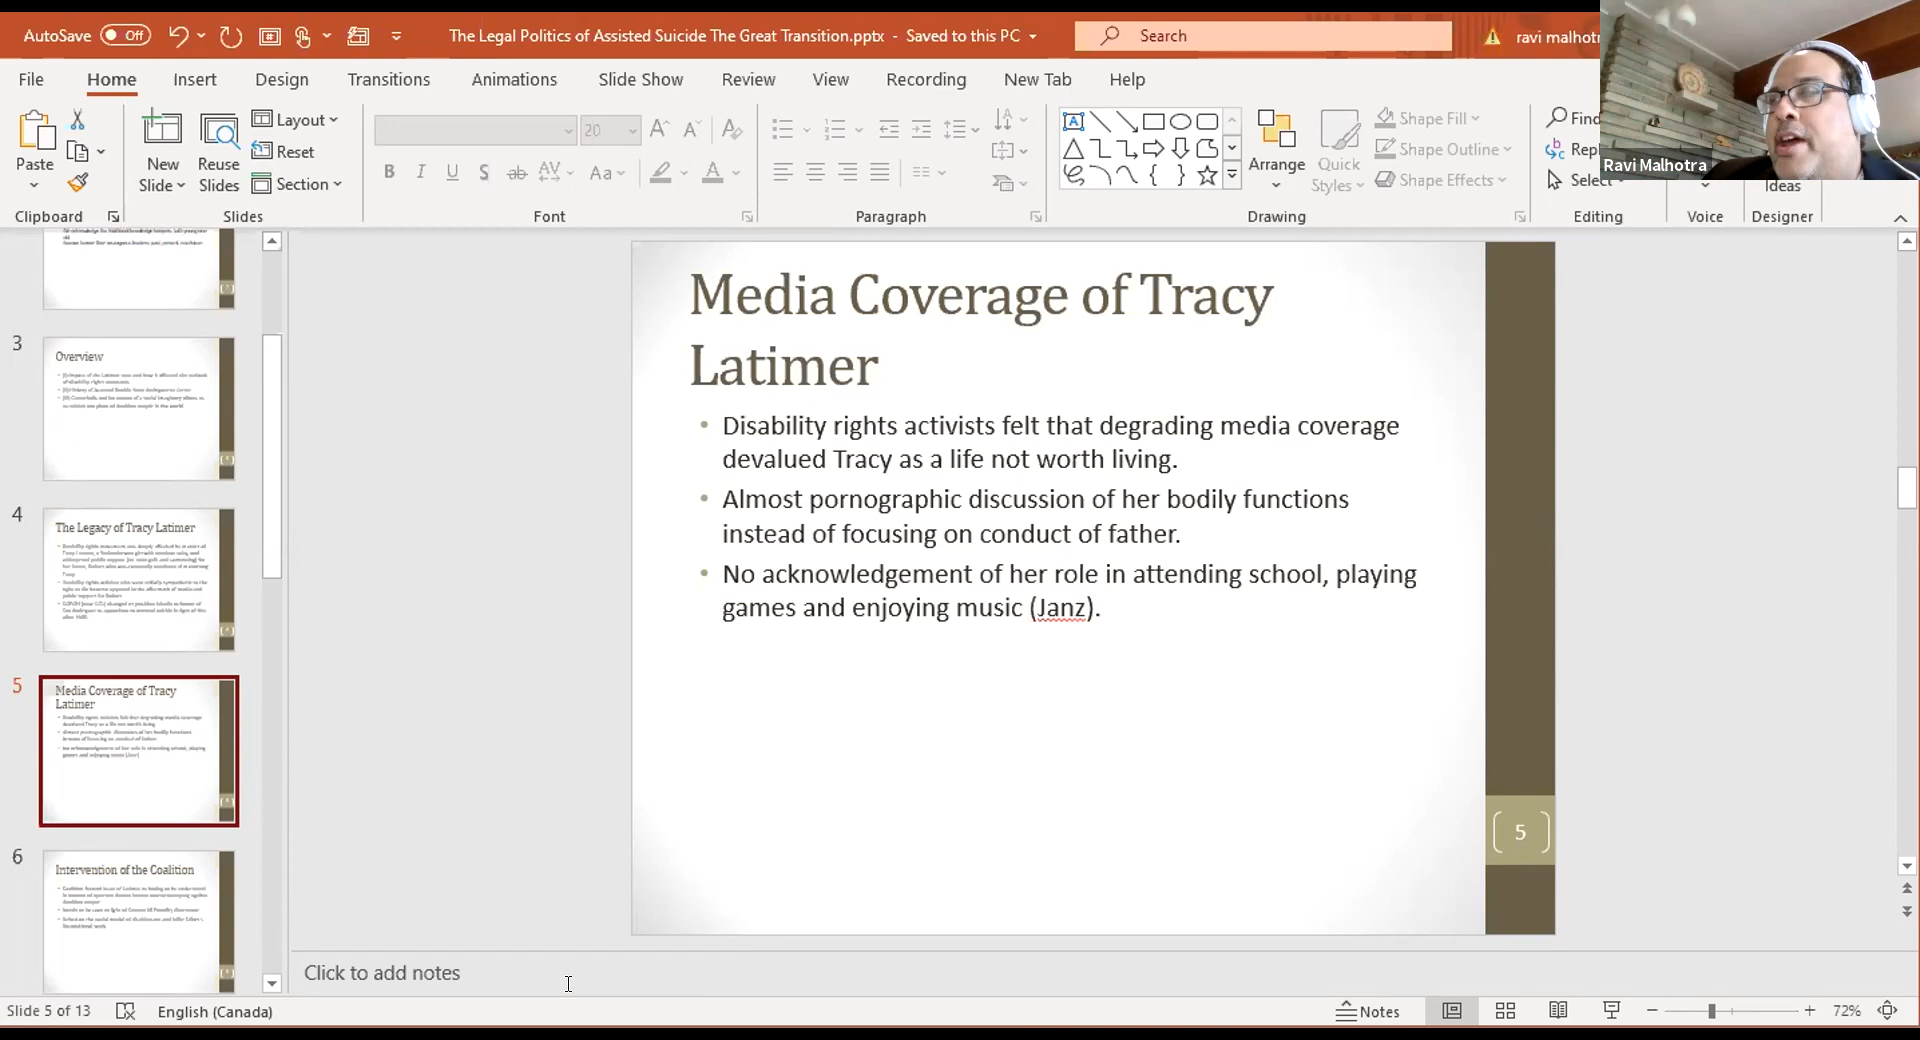 AutoSave Off The Legal Politics of Assisted Suicide The Great Transition.pptx - Saved to this PC Search ravi malhotr
File Home Insert Design Transitions Animations Slide Show Review View Recording New Tab Help
Paste
New Slide
Reuse Slides
Layout
Reset
Section
20
Arrange
Quick Styles
Shape Fill
Shape Outline
Shape Effects
Find
Repl
Select
Ideas
Ravi Malhotra
Clipboard Slides Font Paragraph Drawing Editing Voice Designer
3
Overview
4
The Legacy of Tracy Latimer
5
Media Coverage of Tracy
Latimer
6
Intervention of the Coalition
Media Coverage of Tracy
Latimer
• Disability rights activists felt that degrading media coverage
devalued Tracy as a life not worth living.
• Almost pornographic discussion of her bodily functions
instead of focusing on conduct of father.
• No acknowledgement of her role in attending school, playing
games and enjoying music (Janz).
5
Click to add notes
Slide 5 of 13 English (Canada) Notes 72%